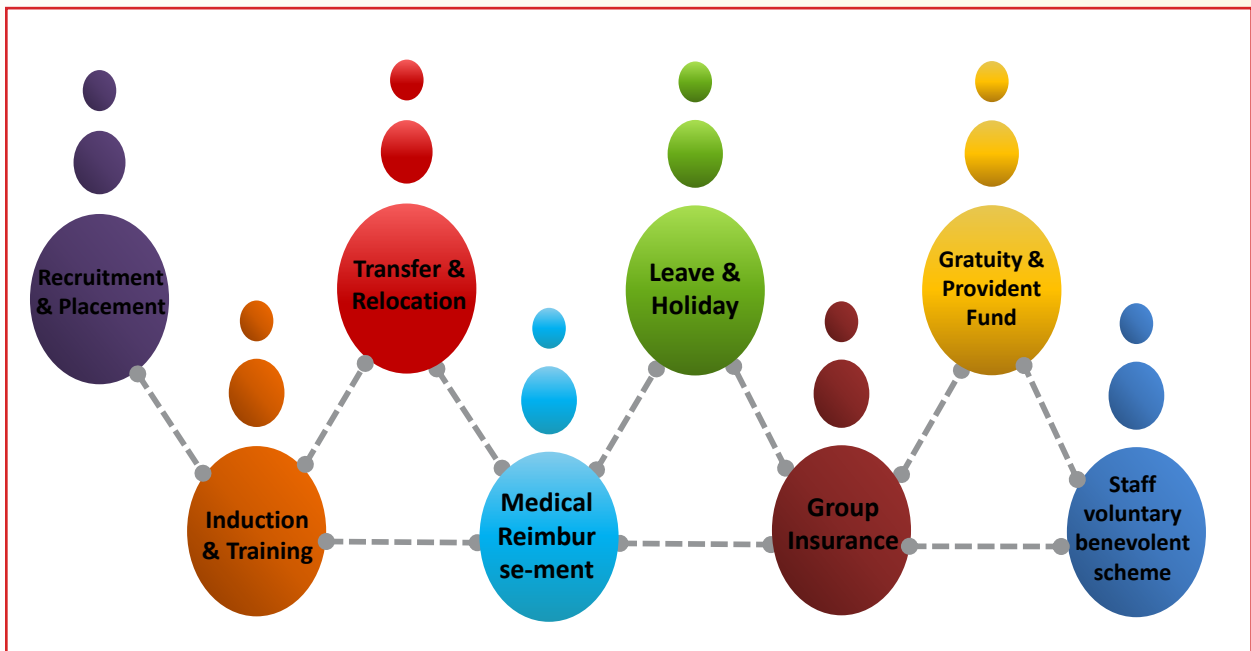 Recruitment
& Placement
Induction
& Training
Transfer &
Relocation
Medical
Reimbur
se-ment
Leave &
Holiday
Group
Insurance
Gratuity &
Provident
Fund
Staff
voluntary
benevolent
scheme